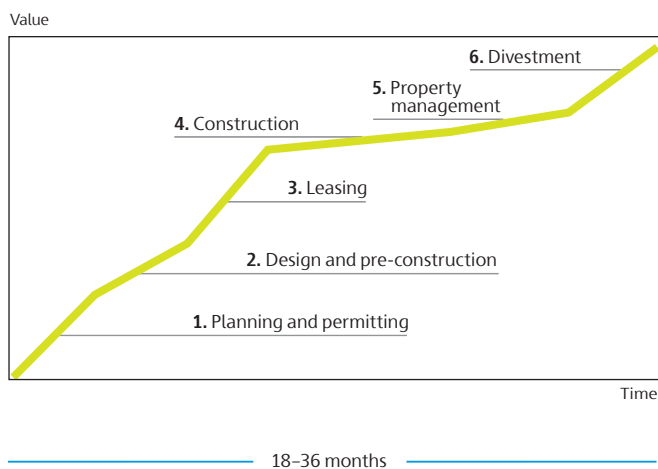 Value
6. Divestment
5. Property
management
4. Construction
3. Leasing
2. Design and pre-construction
1. Planning and permitting
Time
18–36 months